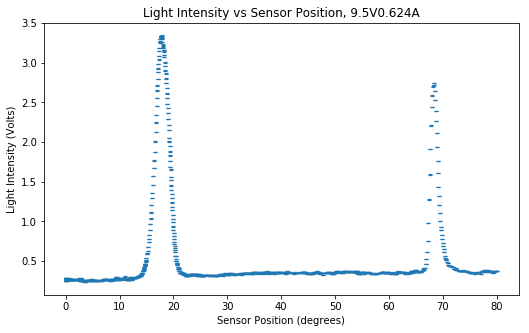 Light Intensity vs Sensor Position, 9.5V0.624A
3.5
3.0
2.5
2.0
1.5
1.0
0.5
Light Intensity (Volts)
0 10 20 30 40 50 60 70 80
Sensor Position (degrees)